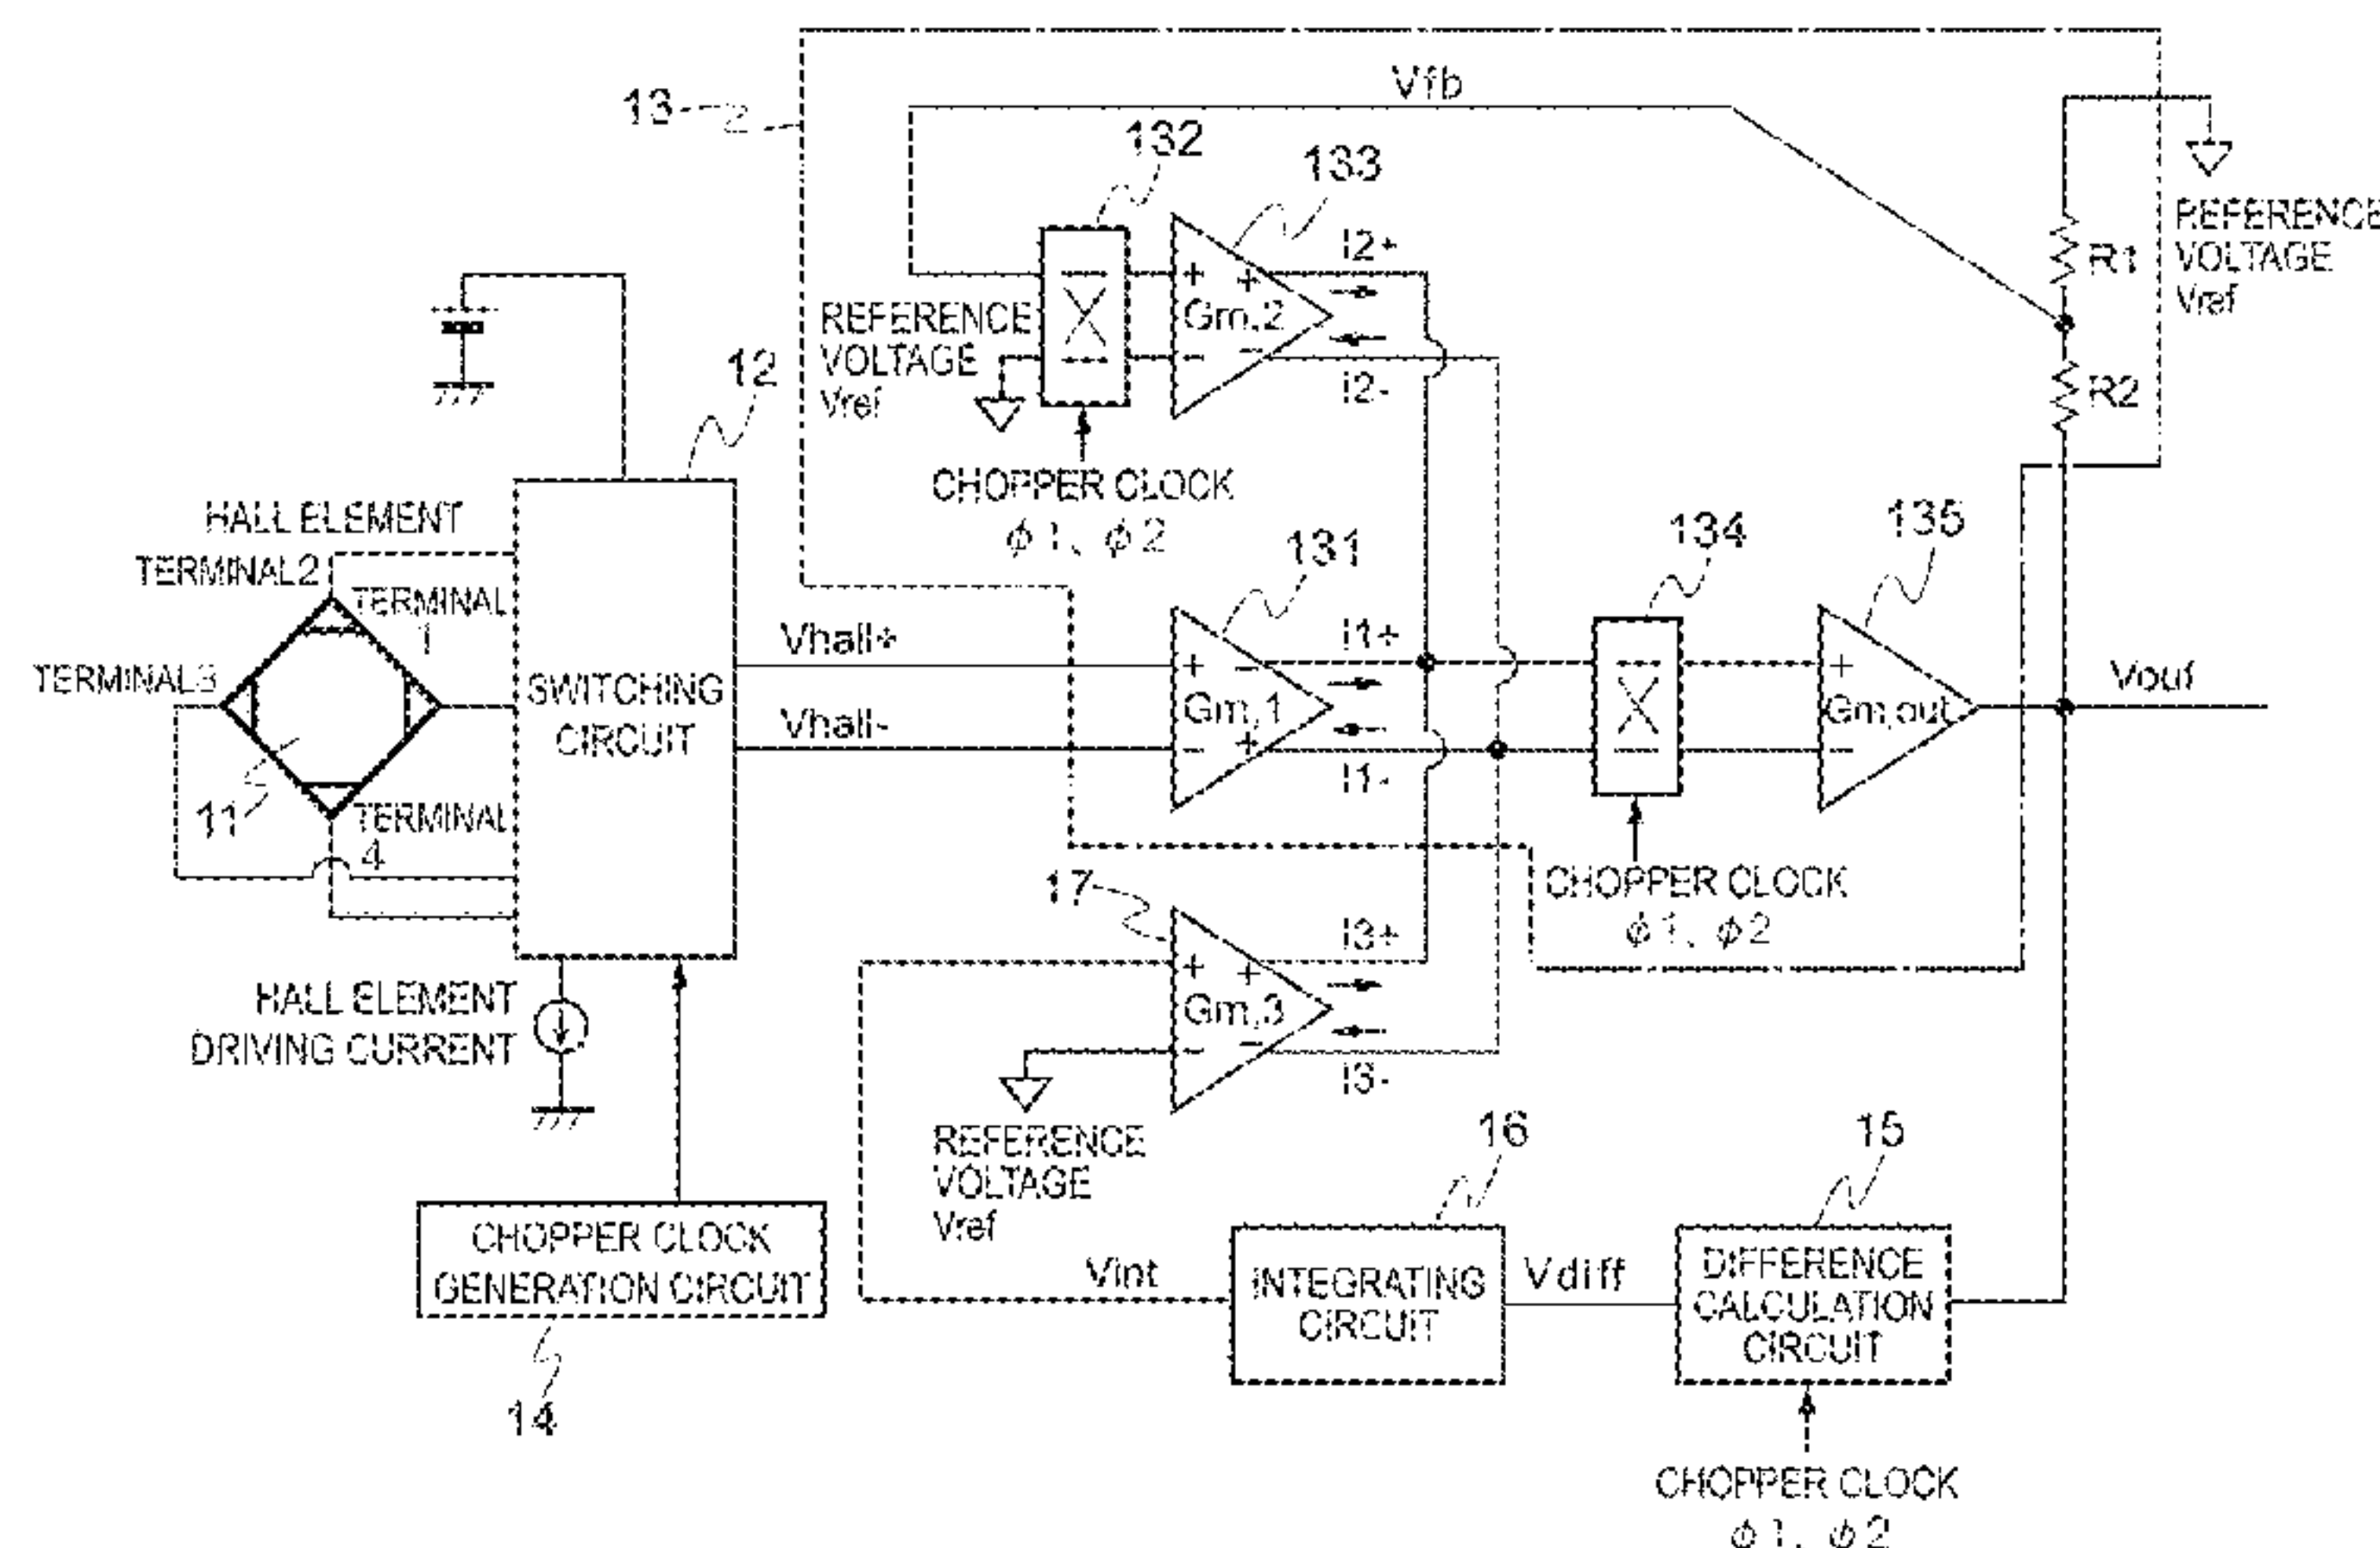 Vfb
13
132
133
I2+
REFERENCE
VOLTAGE
Vref
R1
Gm,2
REFERENCE
VOLTAGE
Vref
12
I2-
R2
CHOPPER CLOCK
φ1、φ2
HALL ELEMENT
TERMINAL2
TERMINAL
1
131
134
135
Vhall+
I1+
TERMINAL3
SWITCHING
CIRCUIT
Gm,1
Gm,out
Vout
Vhall-
I1-
11
TERMINAL
4
17
CHOPPER CLOCK
φ1、φ2
I3+
HALL ELEMENT
DRIVING CURRENT
Gm,3
I3-
REFERENCE
VOLTAGE
Vref
16
15
CHOPPER CLOCK
GENERATION CIRCUIT
Vint
INTEGRATING
CIRCUIT
Vdiff
DIFFERENCE
CALCULATION
CIRCUIT
14
CHOPPER CLOCK
φ1、φ2